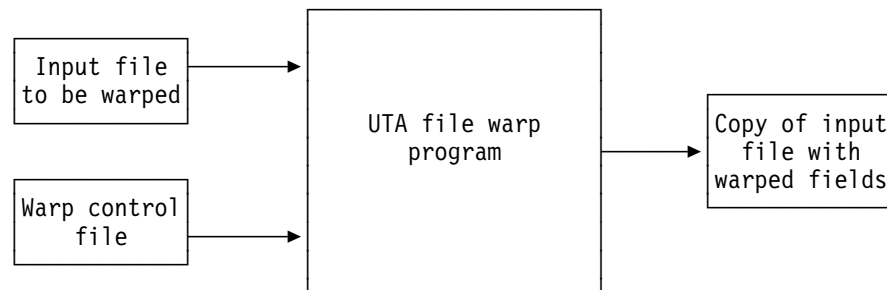 Input file
to be warped
Warp control
file
UTA file warp
program
Copy of input
file with
warped fields